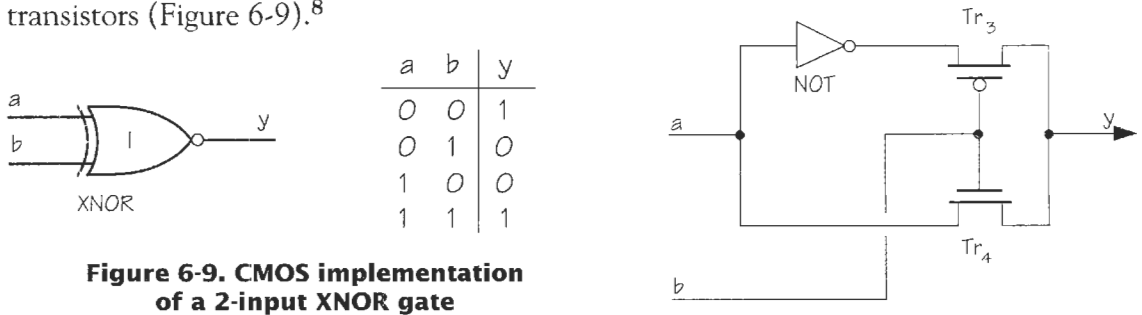 transistors (Figure 6-9).⁸
a
b
|
y
XNOR
a b y
0 0 1
0 1 0
1 0 0
1 1 1
Figure 6-9. CMOS implementation
of a 2-input XNOR gate
Tr₃
NOT
a
y
Tr₄
b